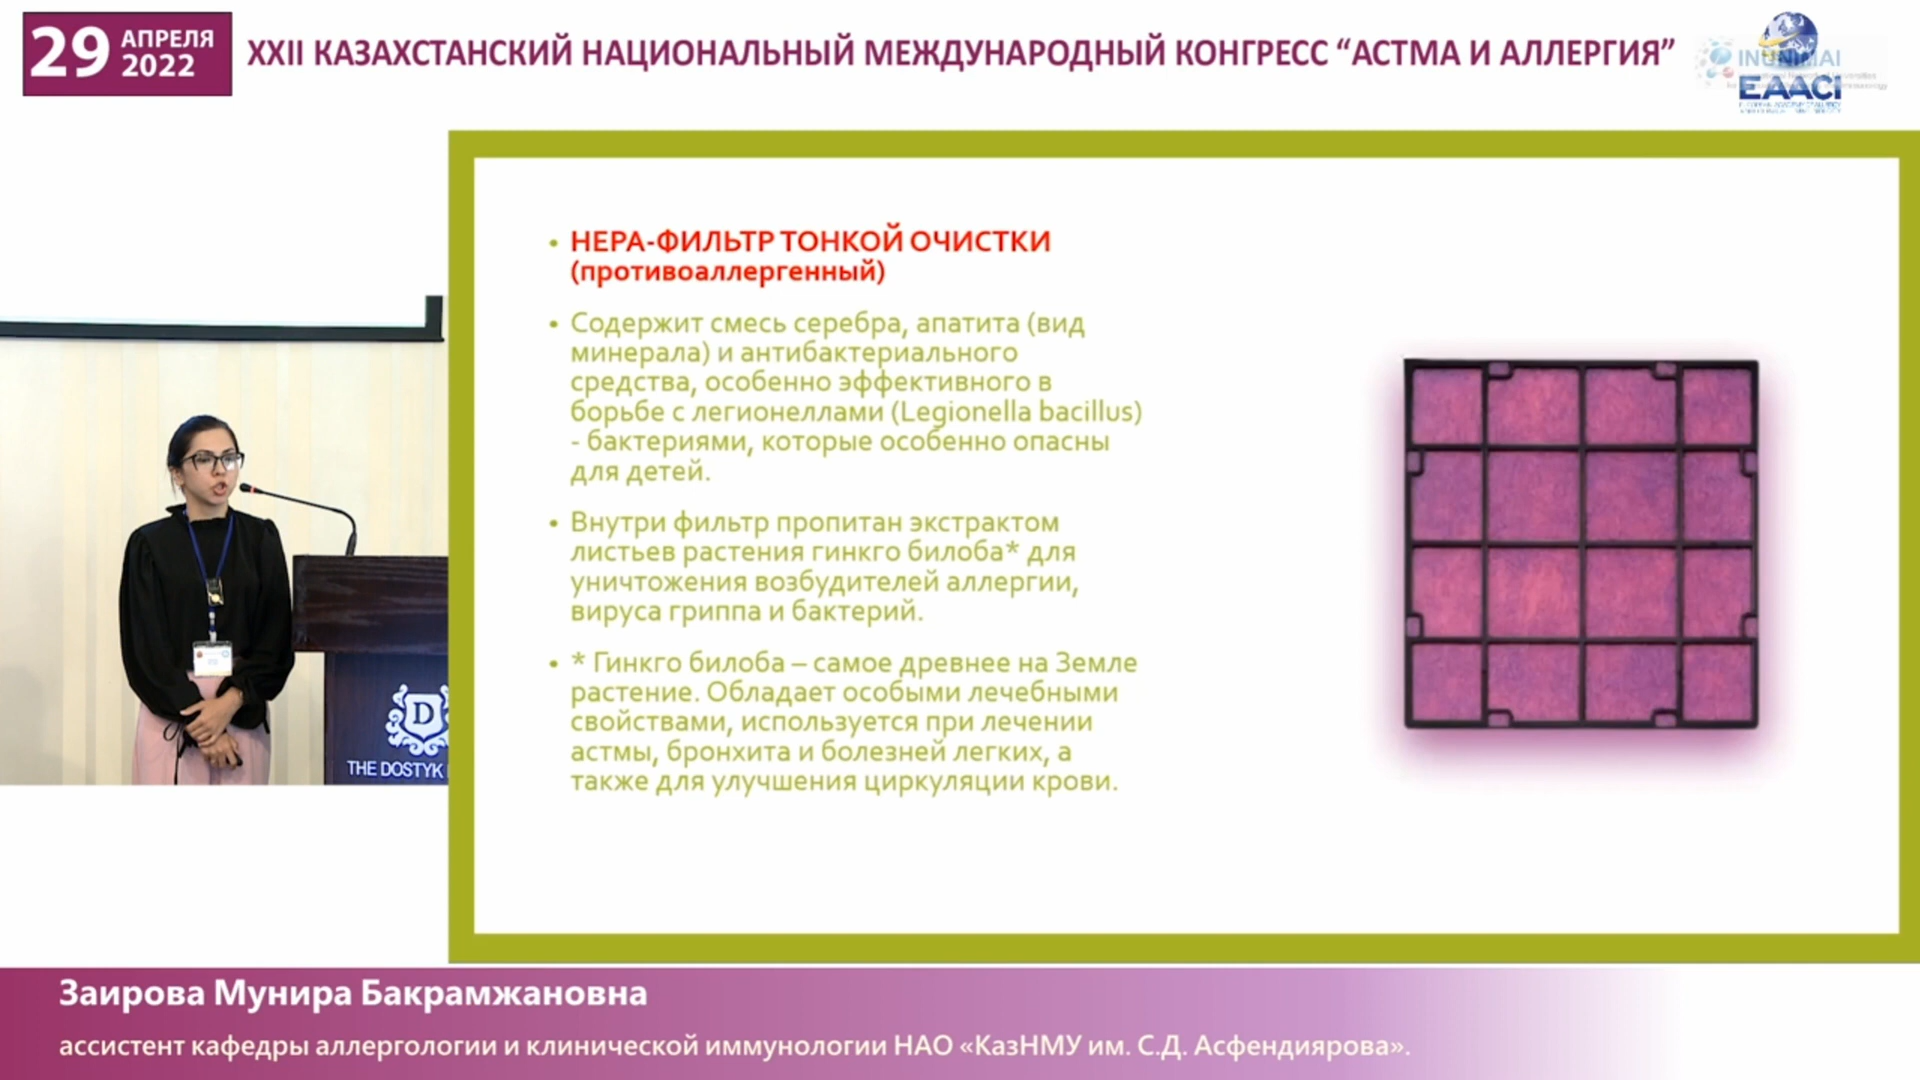 29 АПРЕЛЯ
2022
XXII КАЗАХСТАНСКИЙ НАЦИОНАЛЬНЫЙ МЕЖДУНАРОДНЫЙ КОНГРЕСС “АСТМА И АЛЛЕРГИЯ”
INUNIMAI
EAACI
• НЕРА-ФИЛЬТР ТОНКОЙ ОЧИСТКИ
(противоаллергенный)
• Содержит смесь серебра, апатита (вид
минерала) и антибактериального
средства, особенно эффективного в
борьбе с легионеллами (Legionella bacillus)
- бактериями, которые особенно опасны
для детей.
• Внутри фильтр пропитан экстрактом
листьев растения гинкго билоба* для
уничтожения возбудителей аллергии,
вируса гриппа и бактерий.
• * Гинкго билоба – самое древнее на Земле
растение. Обладает особыми лечебными
свойствами, используется при лечении
астмы, бронхита и болезней легких, а
также для улучшения циркуляции крови.
D
THE DOSTYK
Заирова Мунира Бакрамжановна
ассистент кафедры аллергологии и клинической иммунологии НАО «КазНМУ им. С.Д. Асфендиярова».